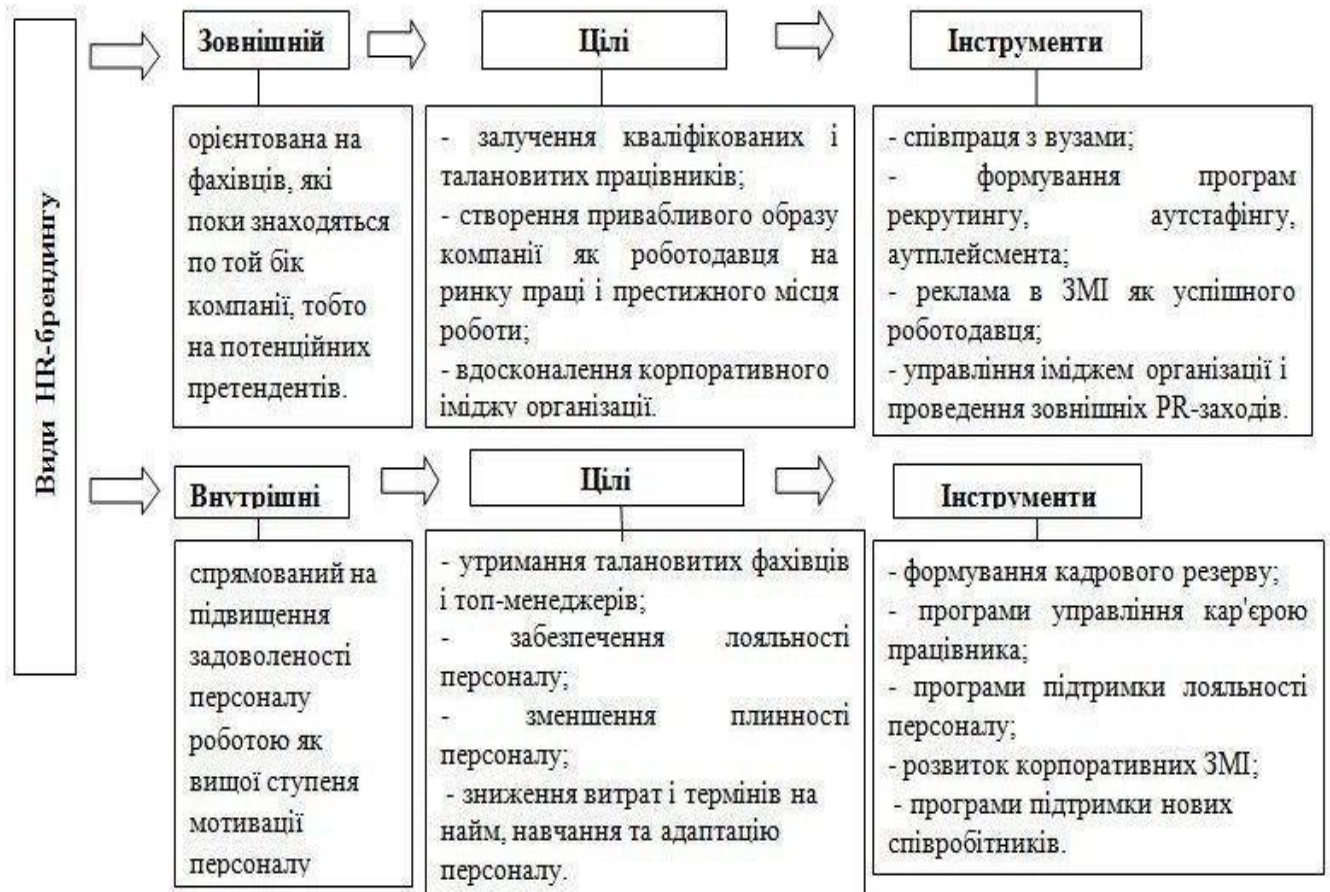 Види HR-брендингу
Зовнішній
Цілі
Інструменти
орієнтована на
фахівців, які
поки знаходяться
по той бік
компанії, тобто
на потенційних
претендентів.
- залучення кваліфікованих і
талановитих працівників;
- створення привабливого образу
компанії як роботодавця на
ринку праці і престижного місця
роботи;
- вдосконалення корпоративного
іміджу організації.
- співпраця з вузами;
- формування програм
рекрутингу, аутстафінгу,
аутплейсмента;
- реклама в ЗМІ як успішного
роботодавця;
- управління іміджем організації і
проведення зовнішніх PR-заходів.
Внутрішні
Цілі
Інструменти
спрямований на
підвищення
задоволеності
персоналу
роботою як
вищої ступеня
мотивації
персоналу
- утримання талановитих фахівців
і топ-менеджерів;
- забезпечення лояльності
персоналу;
- зменшення плинності
персоналу;
- зниження витрат і термінів на
найм, навчання та адаптацію
персоналу.
- формування кадрового резерву;
- програми управління кар'єрою
працівника;
- програми підтримки лояльності
персоналу;
- розвиток корпоративних ЗМІ;
- програми підтримки нових
співробітників.